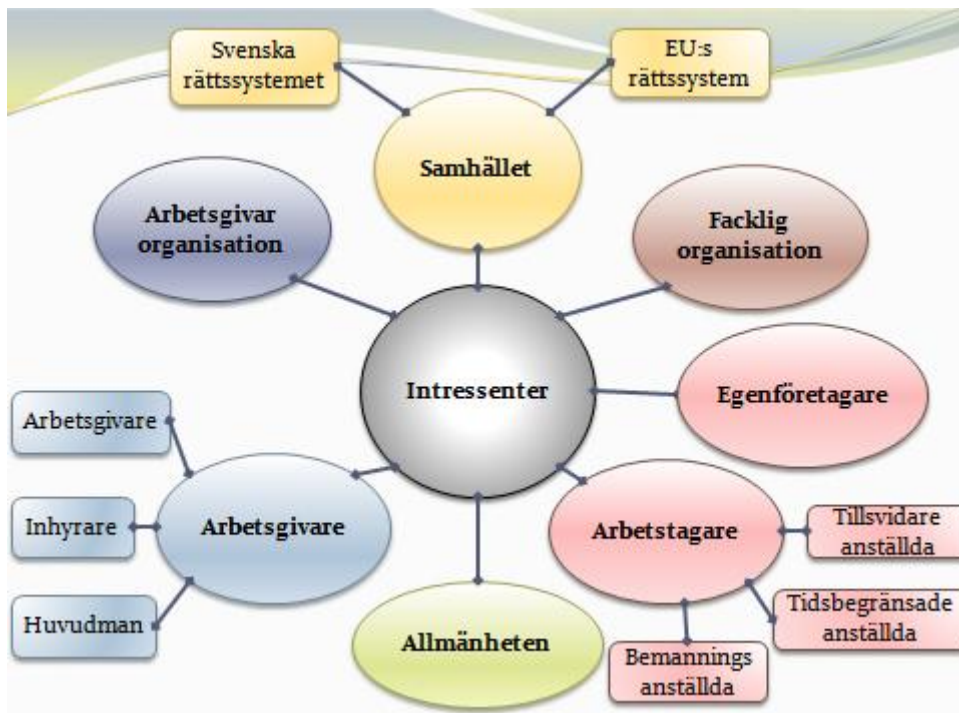 Svenska
rättssystemet
EU:s
rättssystem
Samhället
Arbetsgivar
organisation
Facklig
organisation
Intressenter
Egenföretagare
Arbetsgivare
Inhyrare
Huvudman
Arbetsgivare
Arbetstagare
Tillsvidare
anställda
Tidsbegränsade
anställda
Bemannings
anställda
Allmänheten